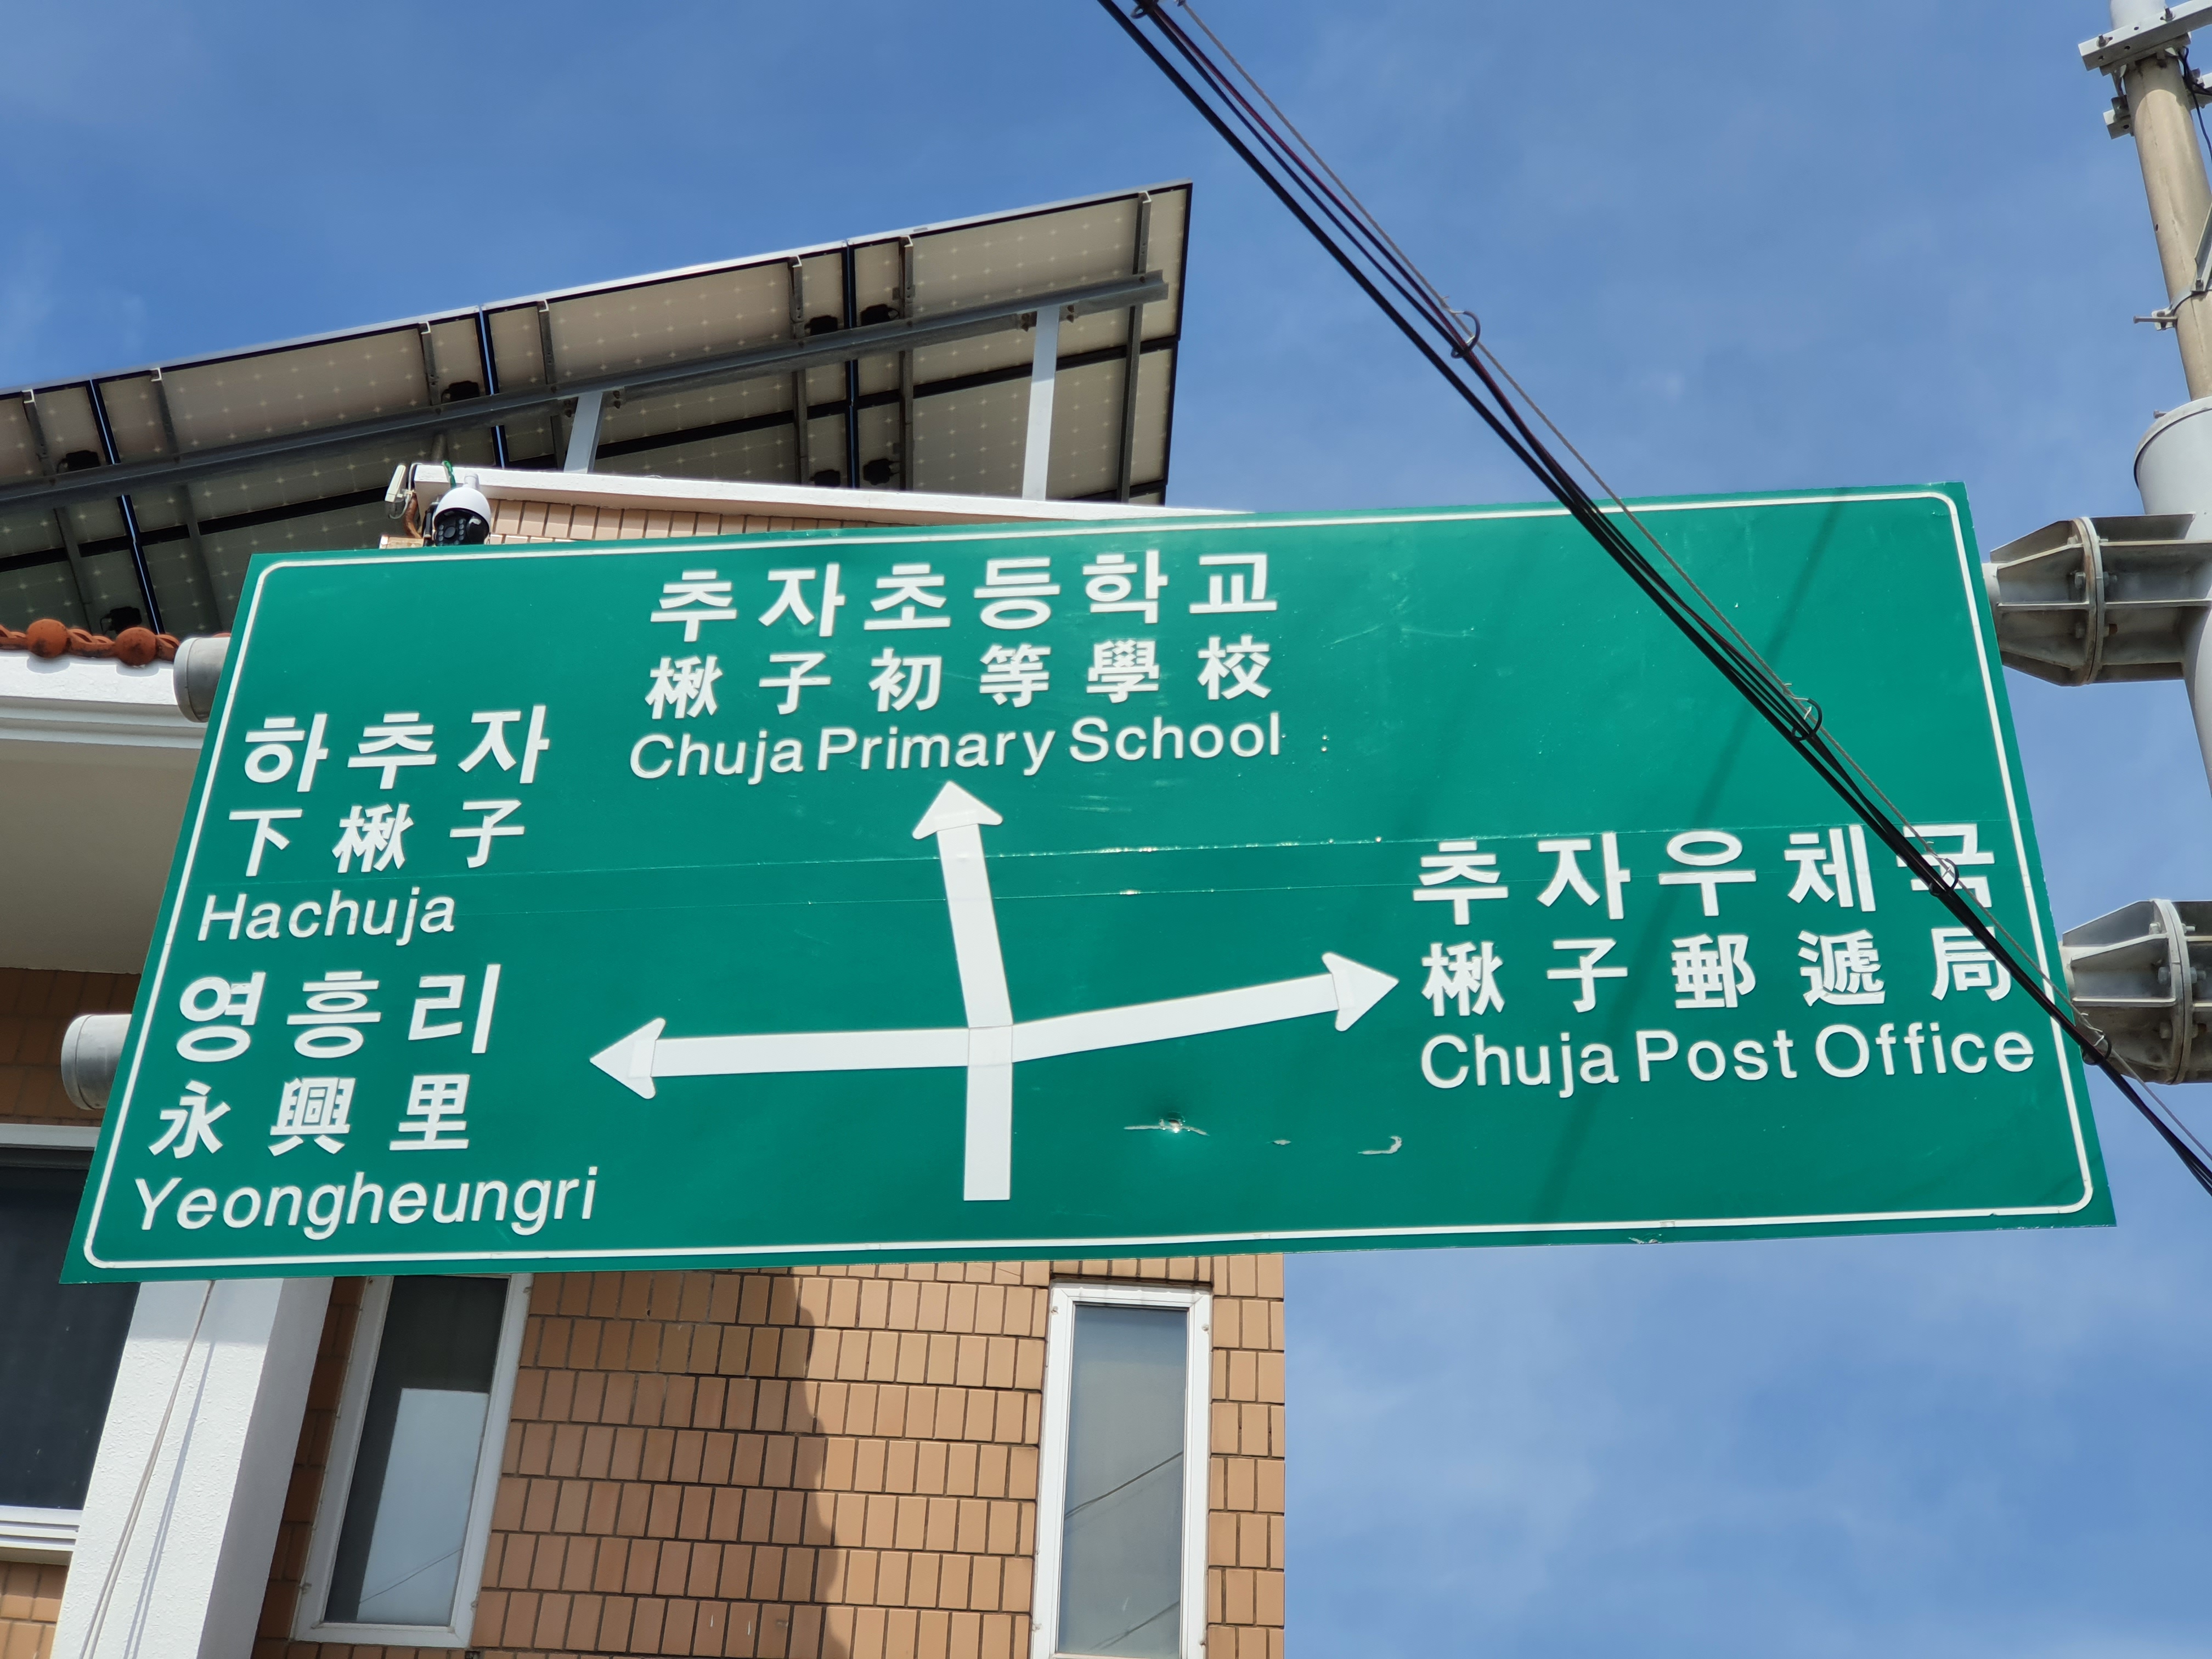 추자초등학교
楸子初等學校
Chuja Primary School
하추자
下楸子
Hachuja
영흥리
永興里
Yeongheungri
추자우체국
楸子郵遞局
Chuja Post Office